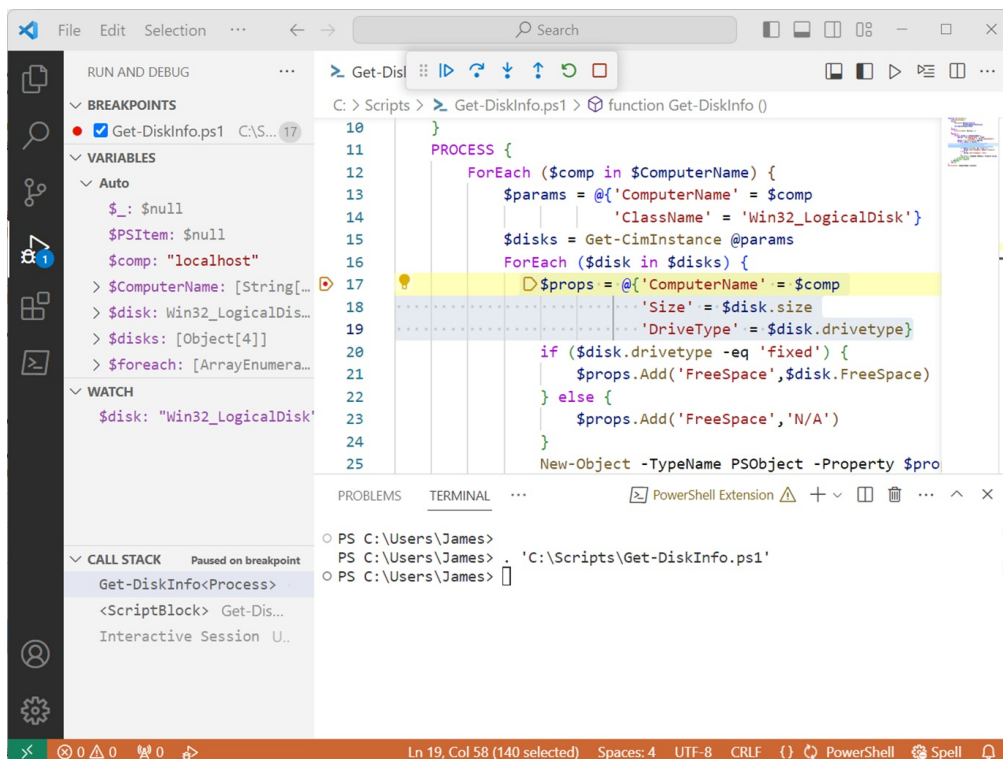 File Edit Selection ··· Search
RUN AND DEBUG ···
BREAKPOINTS
Get-DiskInfo.ps1 C:\S... 17
VARIABLES
Auto
$_: $null
$PSItem: $null
$comp: "localhost"
$ComputerName: [String[...
$disk: Win32_LogicalDis...
$disks: [Object[4]]
$foreach: [ArrayEnumera...
WATCH
$disk: "Win32_LogicalDisk'
CALL STACK Paused on breakpoint
Get-DiskInfo<Process>
<ScriptBlock> Get-Dis...
Interactive Session U..
1
Get-Disl
C: > Scripts > Get-DiskInfo.ps1 > function Get-DiskInfo ()
10 }
11 PROCESS {
12 ForEach ($comp in $ComputerName) {
13 $params = @{'ComputerName' = $comp
14 'ClassName' = 'Win32_LogicalDisk'}
15 $disks = Get-CimInstance @params
16 ForEach ($disk in $disks) {
17 $props = @{'ComputerName' = $comp
18 'Size' = $disk.size
19 'DriveType' = $disk.drivetype}
20 if ($disk.drivetype -eq 'fixed') {
21 $props.Add('FreeSpace',$disk.FreeSpace)
22 } else {
23 $props.Add('FreeSpace','N/A')
24 }
25 New-Object -TypeName PSObject -Property $pro
PROBLEMS TERMINAL ··· PowerShell Extension
PS C:\Users\James>
PS C:\Users\James> . 'C:\Scripts\Get-DiskInfo.ps1'
PS C:\Users\James>
0 0 0 Ln 19, Col 58 (140 selected) Spaces: 4 UTF-8 CRLF {} PowerShell Spell